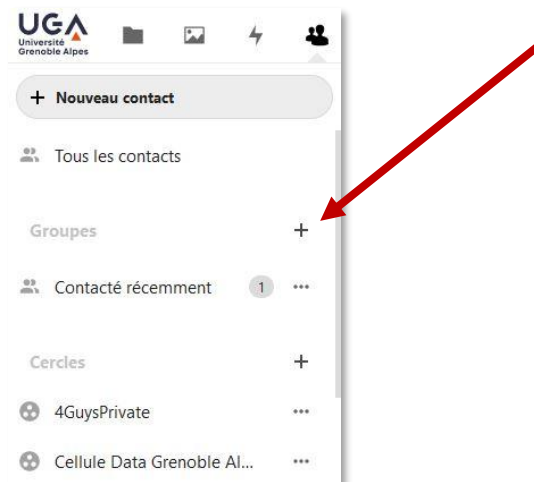 UGA
Université
Grenoble Alpes
+ Nouveau contact
Tous les contacts
Groupes +
Contacté récemment 1 ...
Cercles +
4GuysPrivate ...
Cellule Data Grenoble Al... ...